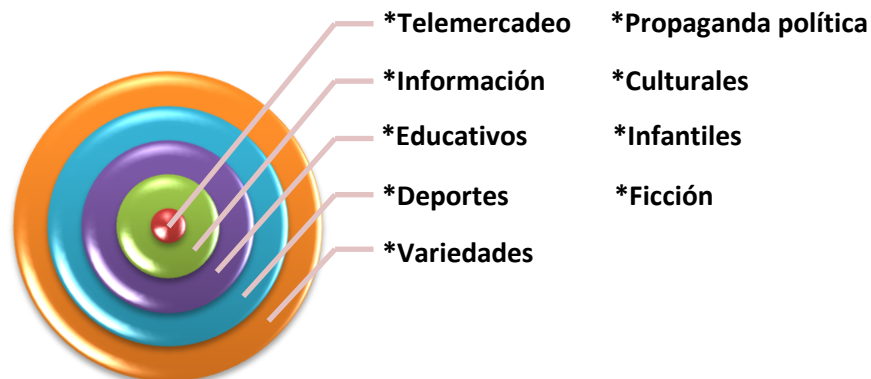 *Telemercadeo *Propaganda política
*Información *Culturales
*Educativos *Infantiles
*Deportes *Ficción
*Variedades